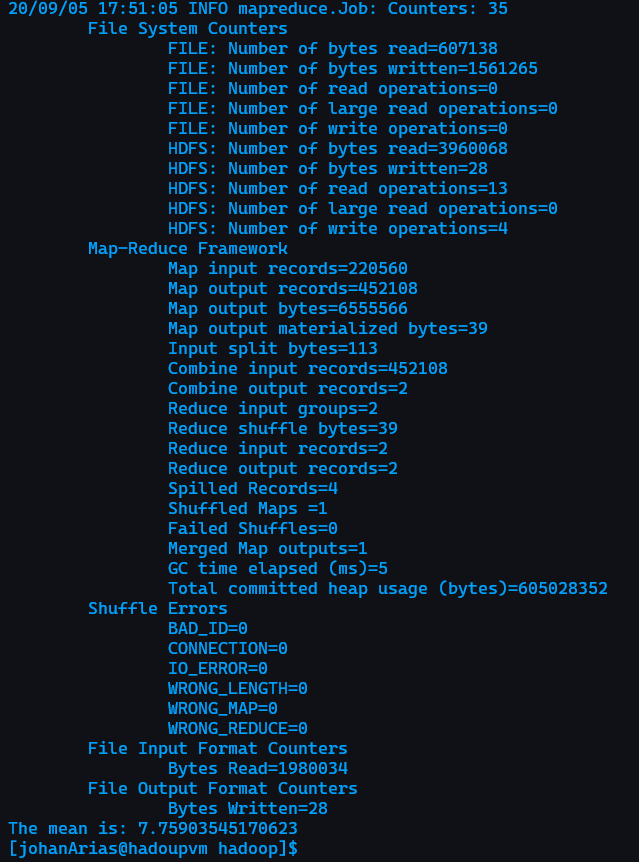 20/09/05 17:51:05 INFO mapreduce.Job: Counters: 35
File System Counters
FILE: Number of bytes read=607138
FILE: Number of bytes written=1561265
FILE: Number of read operations=0
FILE: Number of large read operations=0
FILE: Number of write operations=0
HDFS: Number of bytes read=3960068
HDFS: Number of bytes written=28
HDFS: Number of read operations=13
HDFS: Number of large read operations=0
HDFS: Number of write operations=4
Map-Reduce Framework
Map input records=220560
Map output records=452108
Map output bytes=6555566
Map output materialized bytes=39
Input split bytes=113
Combine input records=452108
Combine output records=2
Reduce input groups=2
Reduce shuffle bytes=39
Reduce input records=2
Reduce output records=2
Spilled Records=4
Shuffled Maps =1
Failed Shuffles=0
Merged Map outputs=1
GC time elapsed (ms)=5
Total committed heap usage (bytes)=605028352
Shuffle Errors
BAD_ID=0
CONNECTION=0
IO_ERROR=0
WRONG_LENGTH=0
WRONG_MAP=0
WRONG_REDUCE=0
File Input Format Counters
Bytes Read=1980034
File Output Format Counters
Bytes Written=28
The mean is: 7.75903545170623
[johanArias@hadoupvm hadoop]$